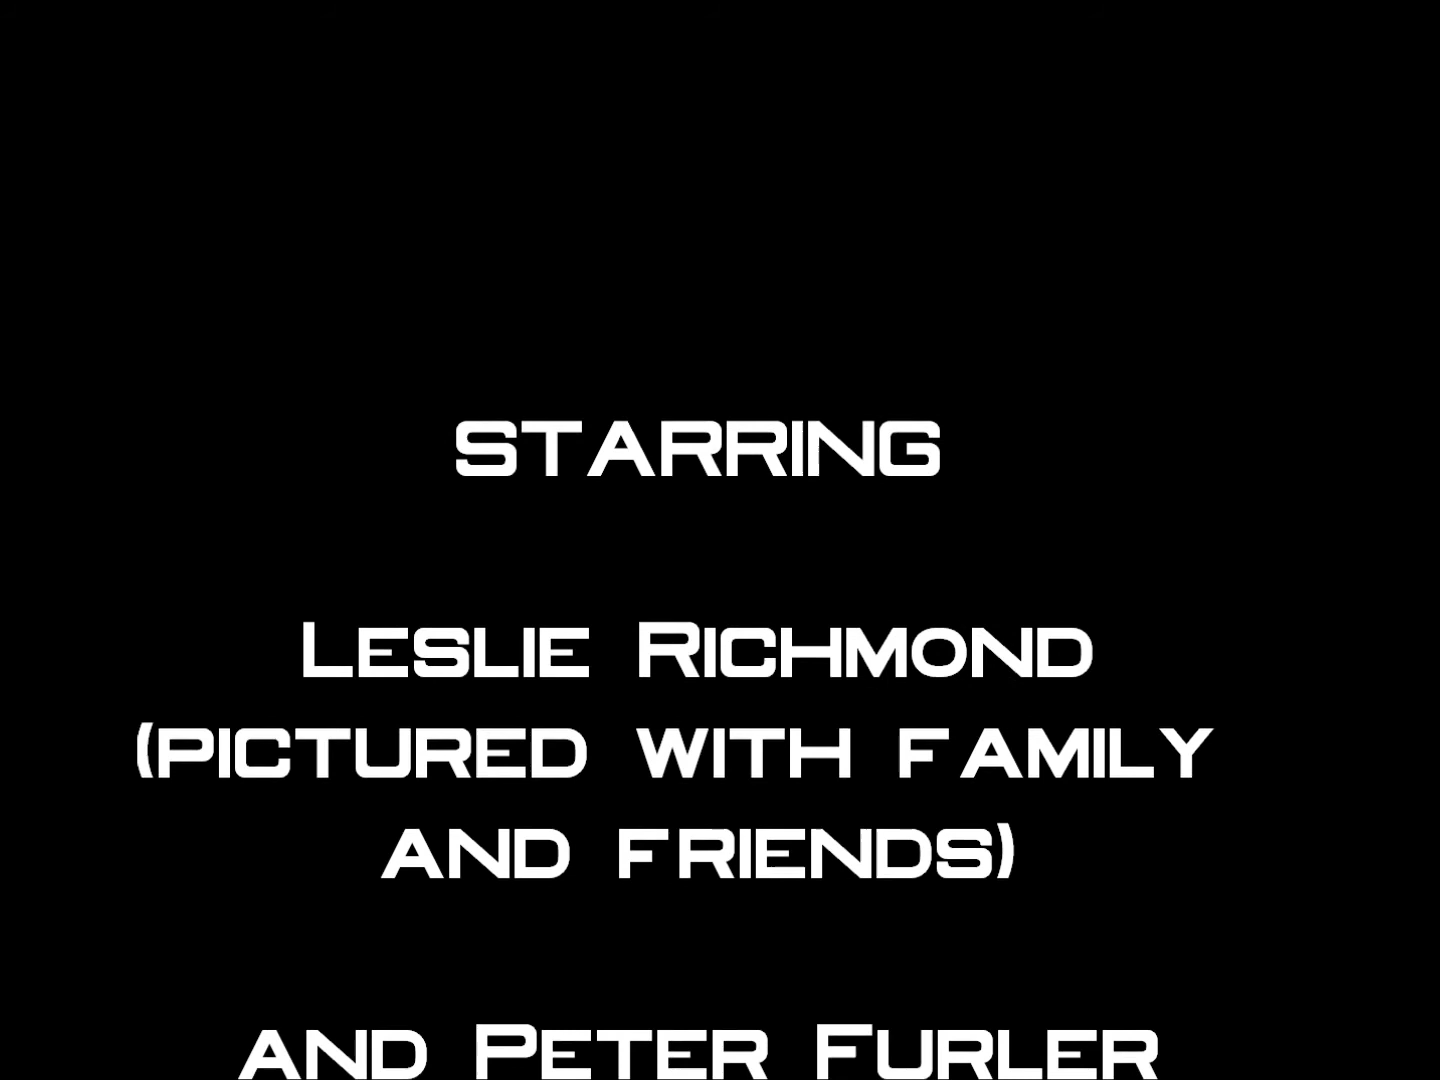 STARRING
LESLIE RICHMOND
(PICTURED WITH FAMILY
AND FRIENDS)
AND PETER FURLER